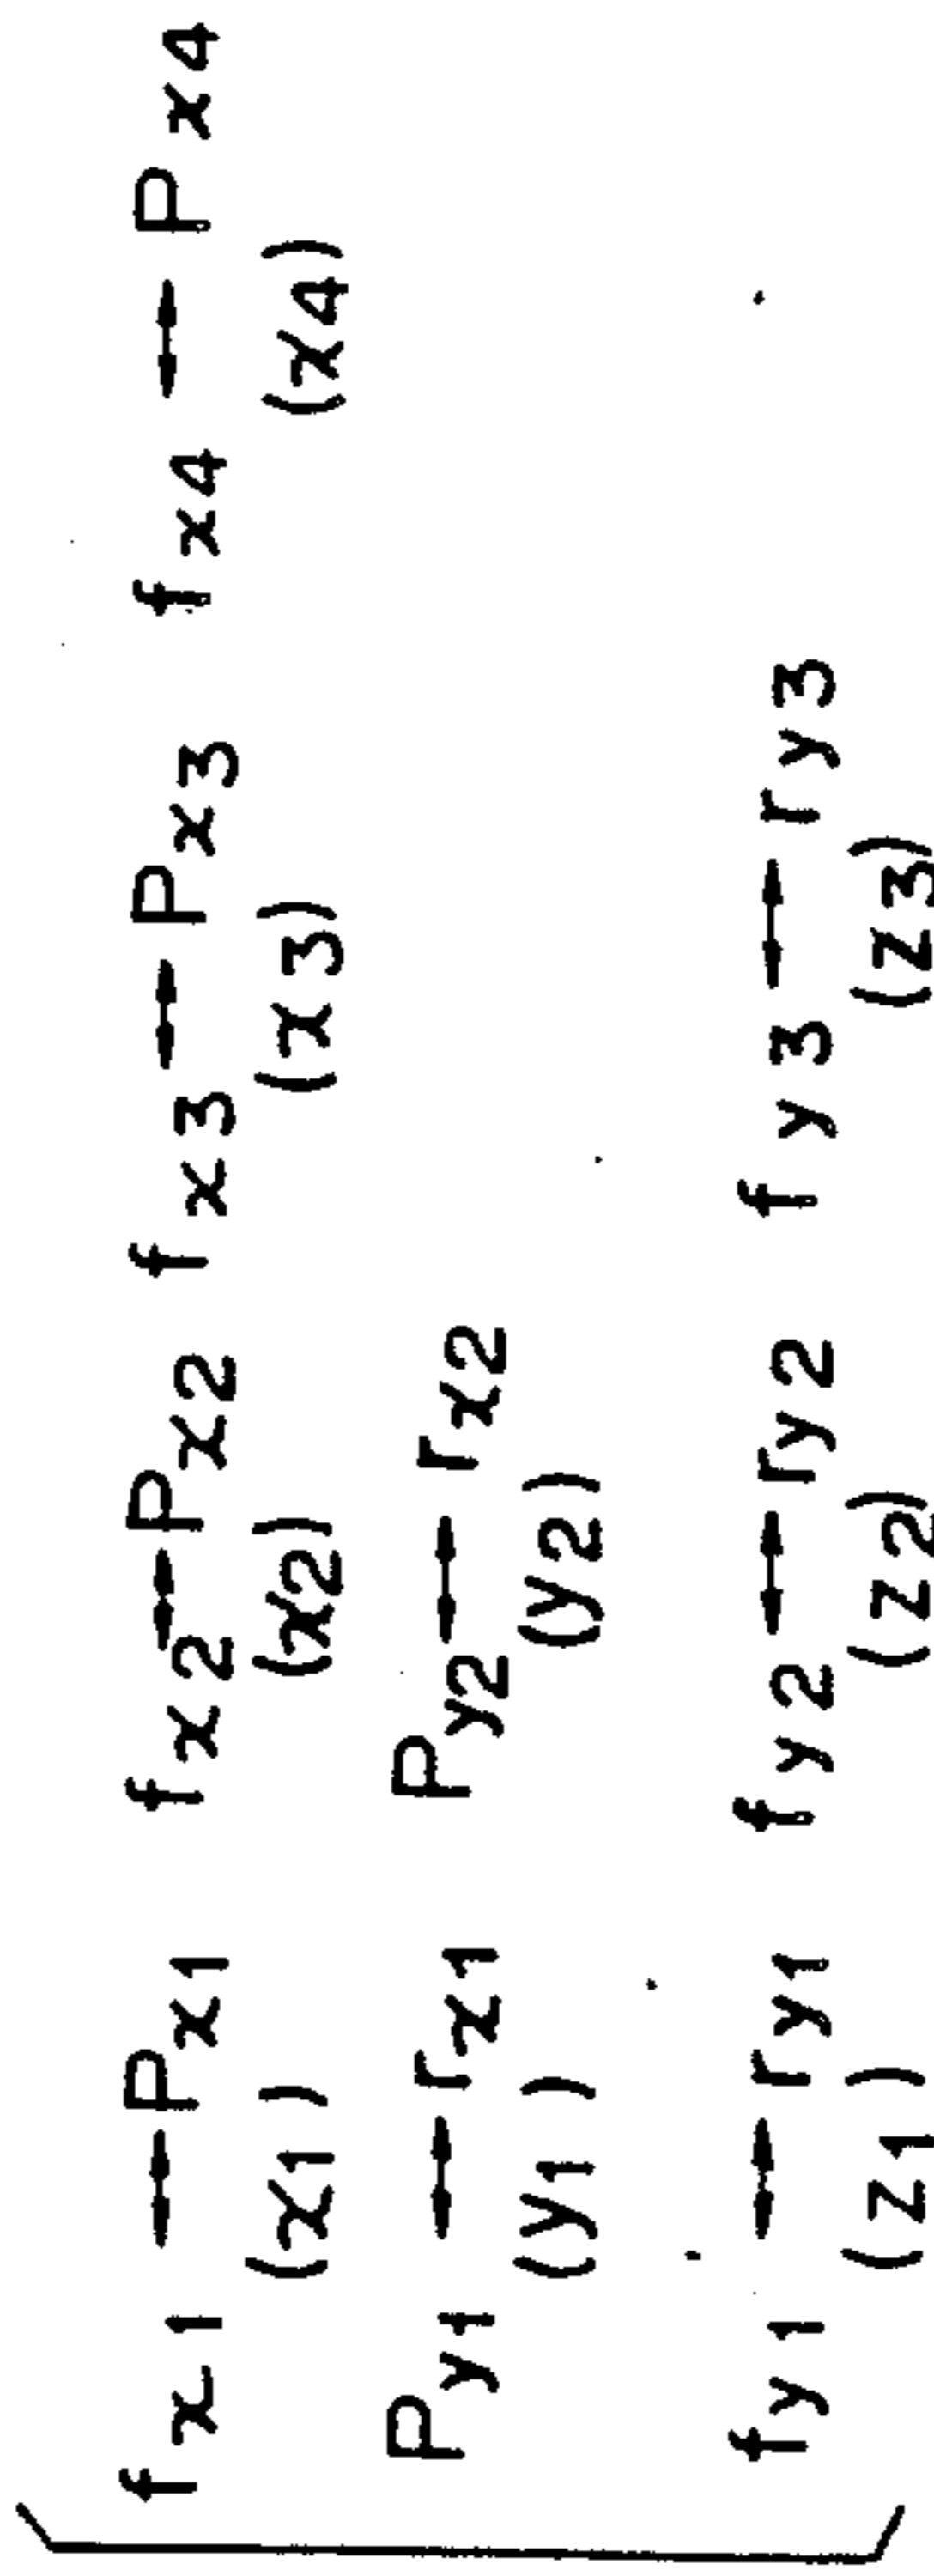 fx1 ↔ Px1 fx2 ↔ Px2 fx3 ↔ Px3 fx4 ↔ Px4
(x1) (x2) (x3) (x4)
Py1 ↔ rx1 Py2 ↔ rx2
(y1) (y2)
fy1 ↔ ry1 fy2 ↔ ry2 fy3 ↔ ry3
(z1) (z2) (z3)